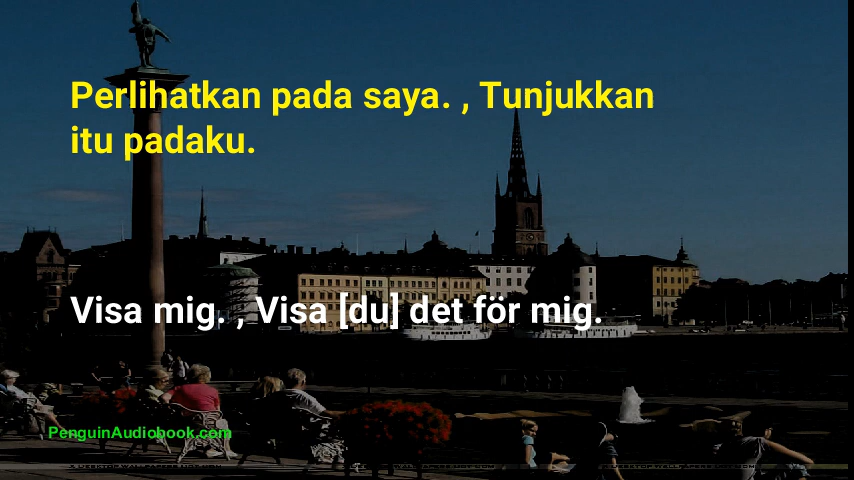 Perlihatkan pada saya. , Tunjukkan
itu padaku.
Visa mig. , Visa [du] det för mig.
PenguinAudiobook.com